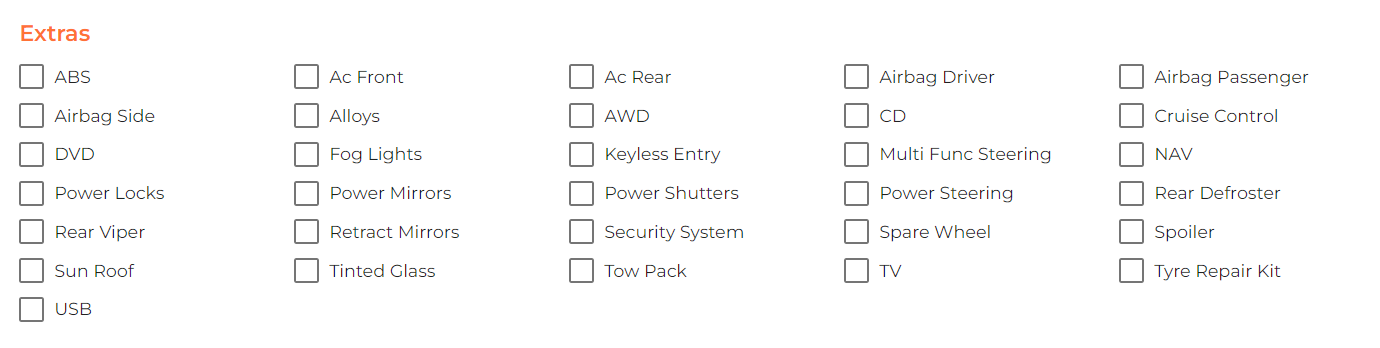 Extras
ABS Ac Front Ac Rear Airbag Driver Airbag Passenger
Airbag Side Alloys AWD CD Cruise Control
DVD Fog Lights Keyless Entry Multi Func Steering NAV
Power Locks Power Mirrors Power Shutters Power Steering Rear Defroster
Rear Viper Retract Mirrors Security System Spare Wheel Spoiler
Sun Roof Tinted Glass Tow Pack TV Tyre Repair Kit
USB